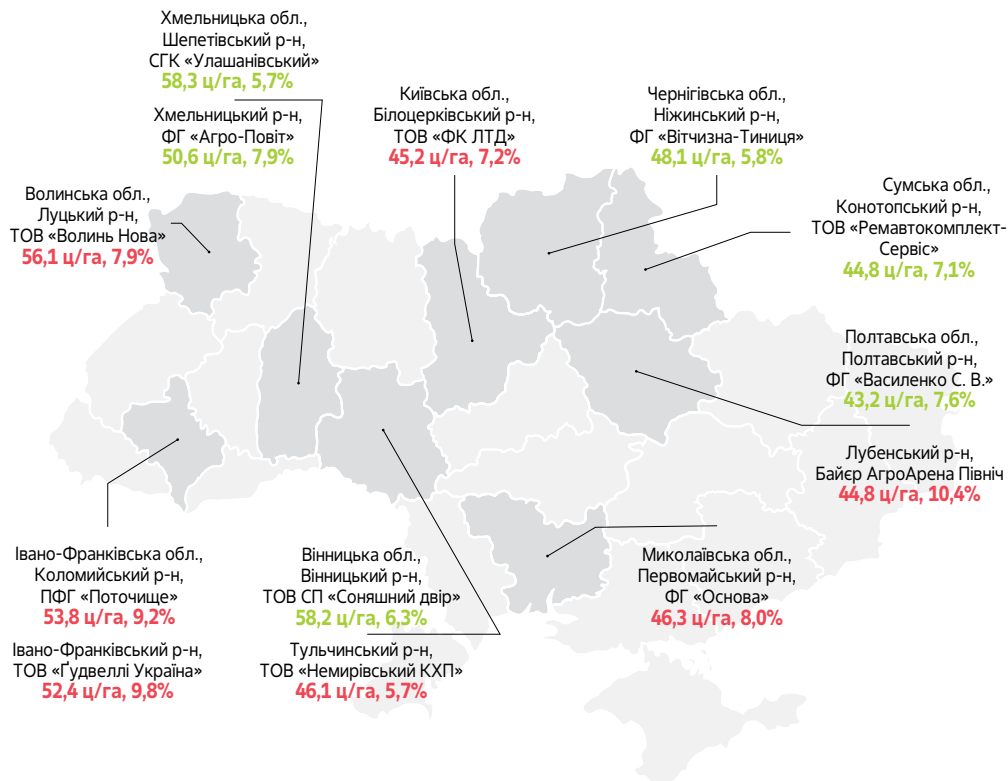 Хмельницька обл.,
Шепетівський р-н,
СГК «Улашанівський»
58,3 ц/га, 5,7%
Хмельницький р-н,
ФГ «Агро-Повіт»
50,6 ц/га, 7,9%
Київська обл.,
Білоцерківський р-н,
ТОВ «ФК ЛТД»
45,2 ц/га, 7,2%
Чернігівська обл.,
Ніжинський р-н,
ФГ «Вітчизна-Тиниця»
48,1 ц/га, 5,8%
Волинська обл.,
Луцький р-н,
ТОВ «Волинь Нова»
56,1 ц/га, 7,9%
Сумська обл.,
Конотопський р-н,
ТОВ «Ремавтокомплект-
Сервіс»
44,8 ц/га, 7,1%
Полтавська обл.,
Полтавський р-н,
ФГ «Василенко С. В.»
43,2 ц/га, 7,6%
Лубенський р-н,
Байєр АгроАрена Північ
44,8 ц/га, 10,4%
Івано-Франківська обл.,
Коломийський р-н,
ПФГ «Поточище»
53,8 ц/га, 9,2%
Івано-Франківський р-н,
ТОВ «Ґудвеллі Україна»
52,4 ц/га, 9,8%
Вінницька обл.,
Вінницький р-н,
ТОВ СП «Соняшний двір»
58,2 ц/га, 6,3%
Тульчинський р-н,
ТОВ «Немирівський КХП»
46,1 ц/га, 5,7%
Миколаївська обл.,
Первомайський р-н,
ФГ «Основа»
46,3 ц/га, 8,0%